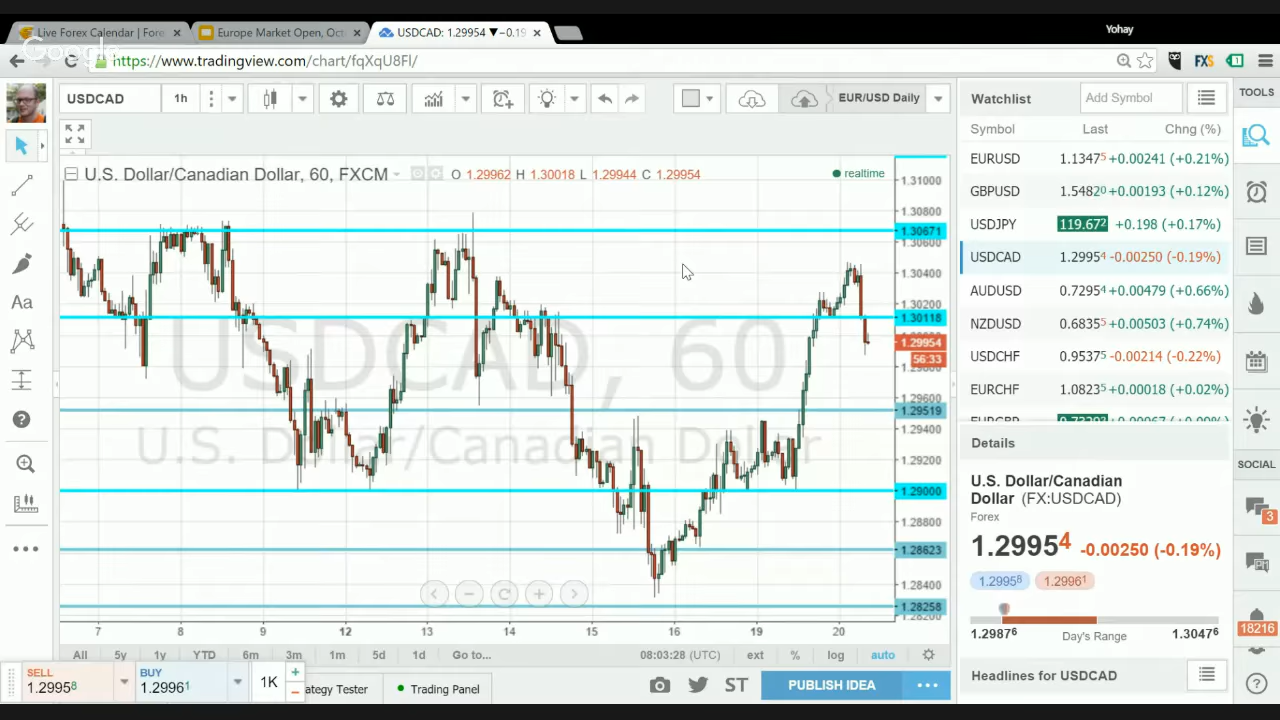 Yohay
Live Forex Calendar | Fore
Europe Market Open, Oct
USDCAD: 1.29954 ▼−0.19
Google
https://www.tradingview.com/chart/fqXqU8Fl/
FXS
1
USDCAD
1h
EUR/USD Daily
Watchlist
Add Symbol
TOOLS
Symbol Last Chng (%)
EURUSD 1.13475 +0.00241 (+0.21%)
GBPUSD 1.54820 +0.00193 (+0.12%)
USDJPY 119.672 +0.198 (+0.17%)
USDCAD 1.29954 -0.00250 (-0.19%)
AUDUSD 0.72954 +0.00479 (+0.66%)
NZDUSD 0.68355 +0.00503 (+0.74%)
USDCHF 0.95375 -0.00214 (-0.22%)
EURCHF 1.08235 +0.00018 (+0.02%)
U.S. Dollar/Canadian Dollar, 60, FXCM
O 1.29962 H 1.30018 L 1.29944 C 1.29954
realtime
USDCAD, 60
U.S. Dollar/Canadian Dollar
1.31000
1.30800
1.30671
1.30600
1.30400
1.30200
1.30118
1.29954
56:33
1.29600
1.29519
1.29400
1.29200
1.29000
1.28800
1.28623
1.28400
1.28258
7 8 9 12 13 14 15 16 19 20
Aa
Details
U.S. Dollar/Canadian
Dollar (FX:USDCAD)
Forex
1.29954 -0.00250 (-0.19%)
1.29958 1.29961
1.29876 Day's Range 1.30476
Headlines for USDCAD
SOCIAL
3
18216
All 5y 1y YTD 6m 3m 1m 5d 1d Go to...
08:03:28 (UTC) ext % log auto
SELL
1.29958
BUY
1.29961
1K
ategy Tester
Trading Panel
ST
PUBLISH IDEA